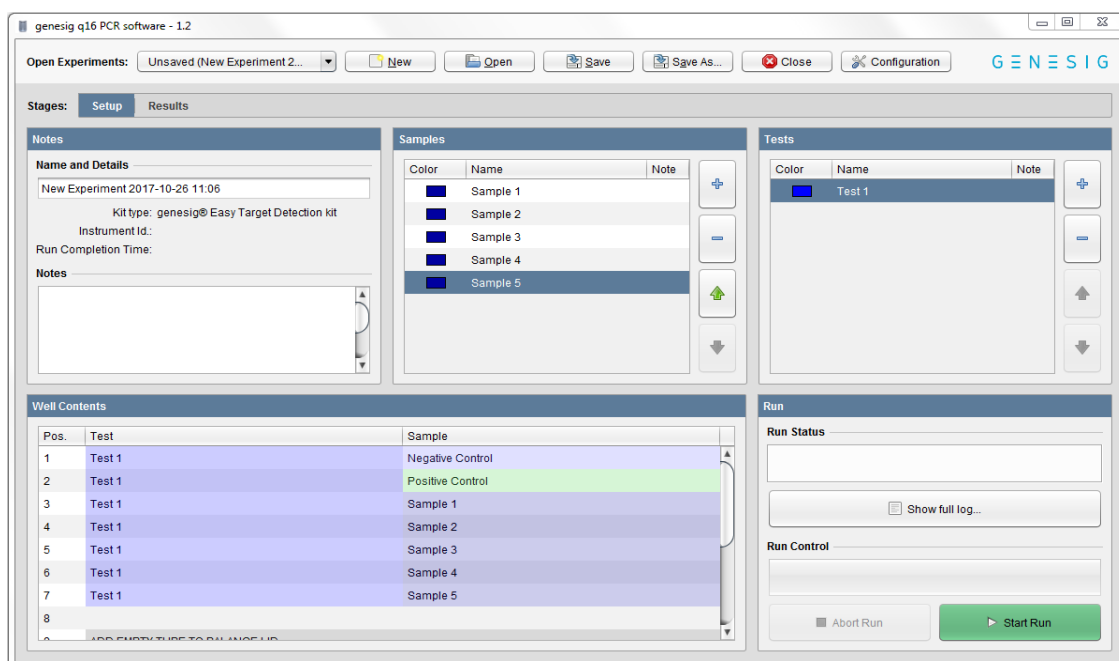 genesig q16 PCR software - 1.2
Open Experiments: Unsaved (New Experiment 2... New Open Save Save As... Close Configuration GENESIG
Stages: Setup Results
Notes
Name and Details
New Experiment 2017-10-26 11:06
Kit type: genesig® Easy Target Detection kit
Instrument Id.:
Run Completion Time:
Notes
Samples
Color Name Note
Sample 1
Sample 2
Sample 3
Sample 4
Sample 5
Tests
Color Name Note
Test 1
Well Contents
Pos. Test Sample
1 Test 1 Negative Control
2 Test 1 Positive Control
3 Test 1 Sample 1
4 Test 1 Sample 2
5 Test 1 Sample 3
6 Test 1 Sample 4
7 Test 1 Sample 5
8
ADD EMPTY TUBE TO BALANCE LID
Run
Run Status
Show full log...
Run Control
Abort Run Start Run